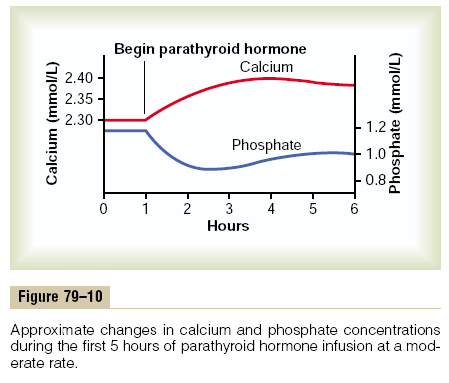 Begin parathyroid hormone
Calcium
Calcium (mmol/L)
2.40
2.35
2.30
Phosphate
Phosphate (mmol/L)
1.2
1.0
0.8
0 1 2 3 4 5 6
Hours
Figure 79–10
Approximate changes in calcium and phosphate concentrations
during the first 5 hours of parathyroid hormone infusion at a mod-
erate rate.